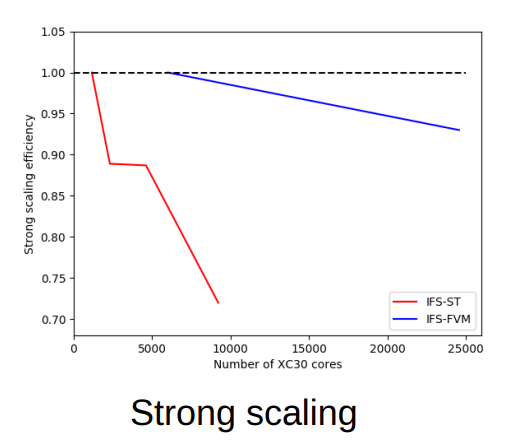 1.05
1.00
0.95
0.90
0.85
0.80
0.75
0.70
Strong scaling efficiency
IFS-ST
IFS-FVM
0 5000 10000 15000 20000 25000
Number of XC30 cores
Strong scaling